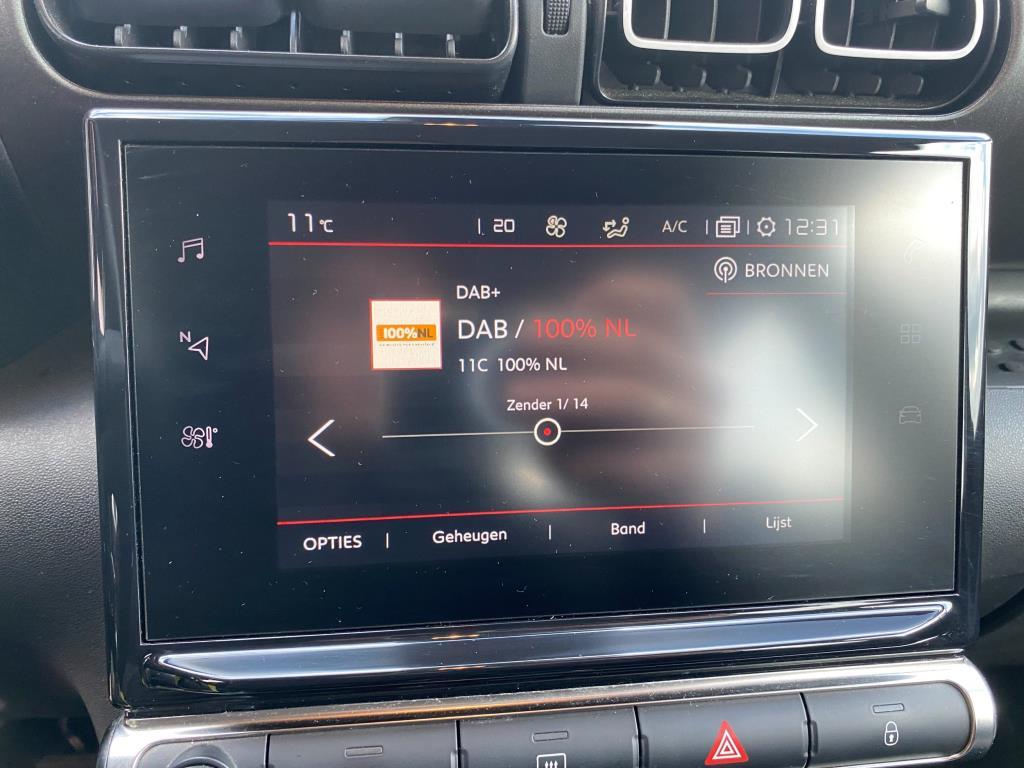 11°C | 20 A/C | | 12:31
BRONNEN
DAB+
100%NL
DAB / 100% NL
11C 100% NL
Zender 1/ 14
N
OPTIES | Geheugen | Band | Lijst